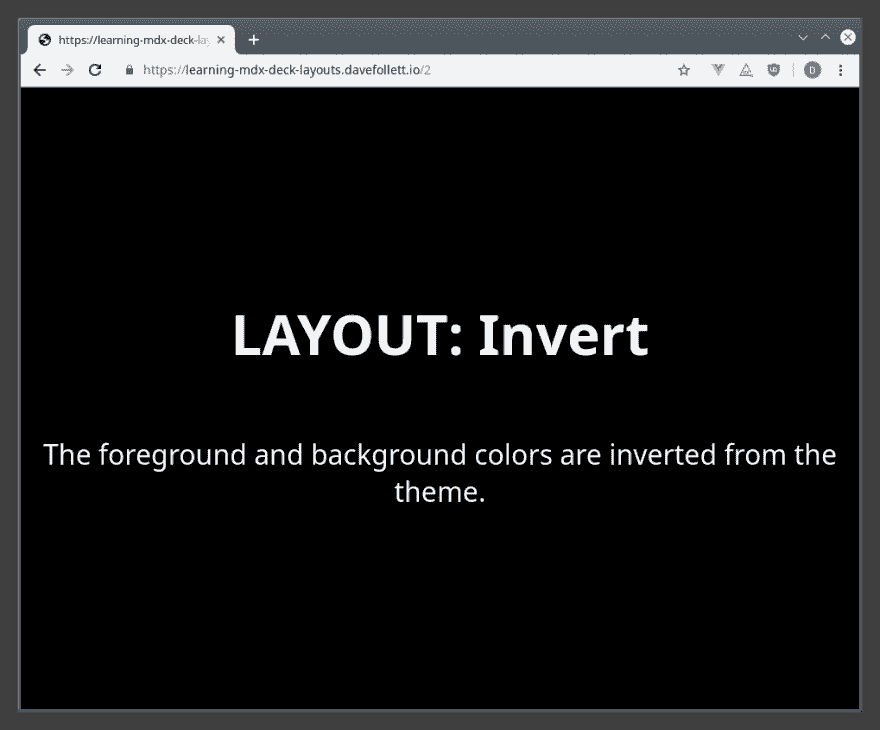 https://learning-mdx-deck-la
https://learning-mdx-deck-layouts.davefollett.io/2
D
LAYOUT: Invert
The foreground and background colors are inverted from the
theme.